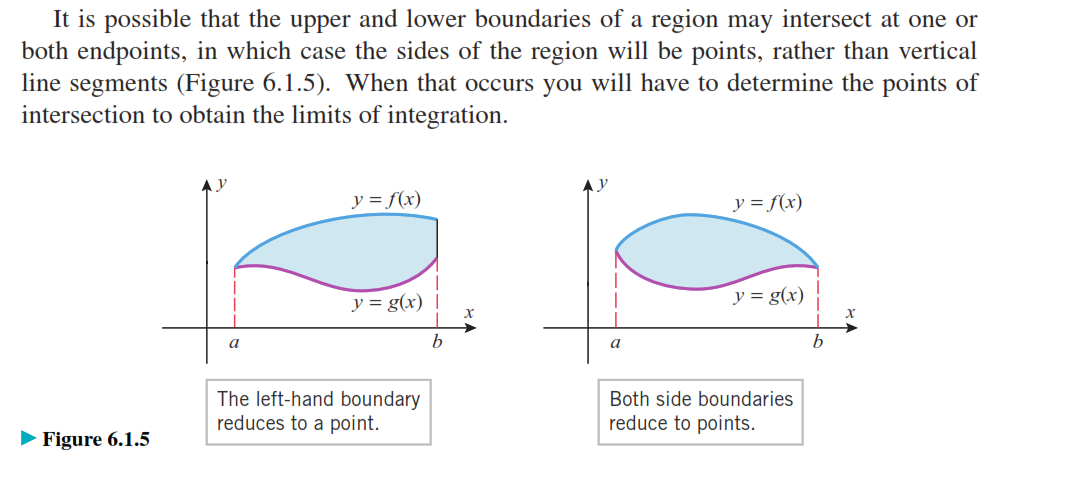 It is possible that the upper and lower boundaries of a region may intersect at one or
both endpoints, in which case the sides of the region will be points, rather than vertical
line segments (Figure 6.1.5). When that occurs you will have to determine the points of
intersection to obtain the limits of integration.
y
y = f(x)
y = g(x)
x
a
b
The left-hand boundary
reduces to a point.
y
y = f(x)
y = g(x)
x
a
b
Both side boundaries
reduce to points.
▶ Figure 6.1.5